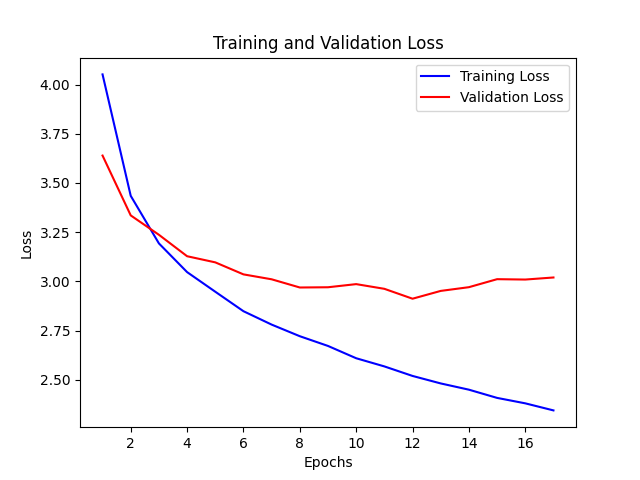 Training and Validation Loss
Training Loss
Validation Loss
4.00
3.75
3.50
3.25
3.00
2.75
2.50
Loss
2 4 6 8 10 12 14 16
Epochs